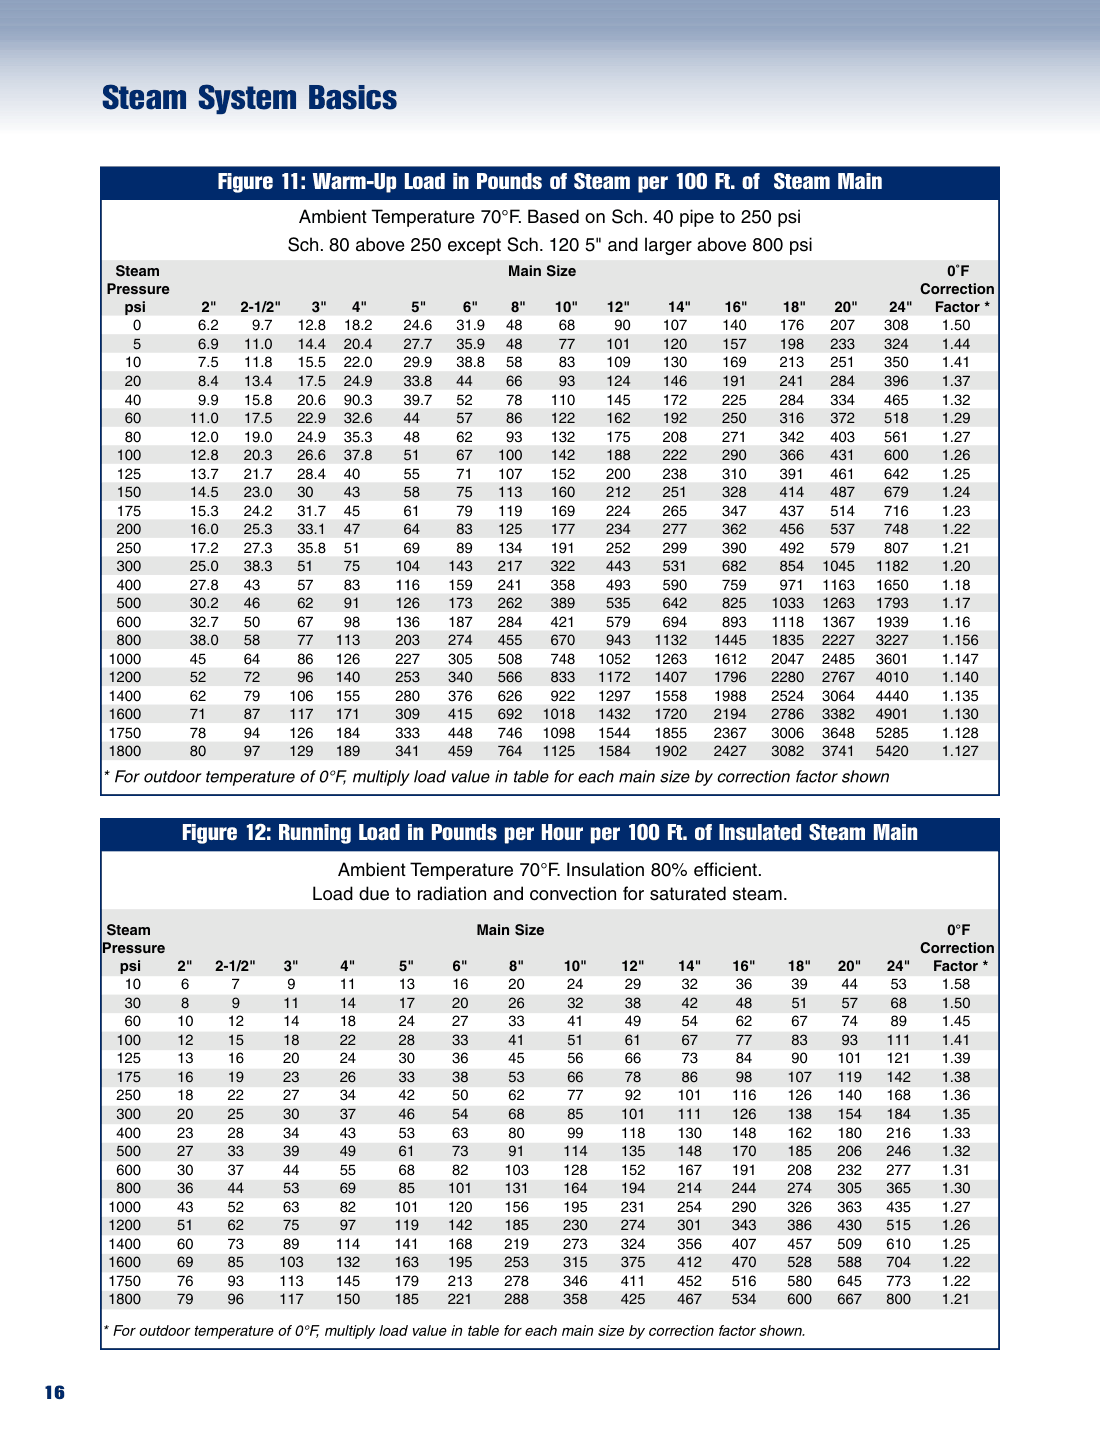 Steam System Basics
Figure 11: Warm-Up Load in Pounds of Steam per 100 Ft. of Steam Main
Ambient Temperature 70°F. Based on Sch. 40 pipe to 250 psi
Sch. 80 above 250 except Sch. 120 5" and larger above 800 psi
Steam Main Size 0˚F
Pressure Correction
psi 2" 2-1/2" 3" 4" 5" 6" 8" 10" 12" 14" 16" 18" 20" 24" Factor *
0 6.2 9.7 12.8 18.2 24.6 31.9 48 68 90 107 140 176 207 308 1.50
5 6.9 11.0 14.4 20.4 27.7 35.9 48 77 101 120 157 198 233 324 1.44
10 7.5 11.8 15.5 22.0 29.9 38.8 58 83 109 130 169 213 251 350 1.41
20 8.4 13.4 17.5 24.9 33.8 44 66 93 124 146 191 241 284 396 1.37
40 9.9 15.8 20.6 90.3 39.7 52 78 110 145 172 225 284 334 465 1.32
60 11.0 17.5 22.9 32.6 44 57 86 122 162 192 250 316 372 518 1.29
80 12.0 19.0 24.9 35.3 48 62 93 132 175 208 271 342 403 561 1.27
100 12.8 20.3 26.6 37.8 51 67 100 142 188 222 290 366 431 600 1.26
125 13.7 21.7 28.4 40 55 71 107 152 200 238 310 391 461 642 1.25
150 14.5 23.0 30 43 58 75 113 160 212 251 328 414 487 679 1.24
175 15.3 24.2 31.7 45 61 79 119 169 224 265 347 437 514 716 1.23
200 16.0 25.3 33.1 47 64 83 125 177 234 277 362 456 537 748 1.22
250 17.2 27.3 35.8 51 69 89 134 191 252 299 390 492 579 807 1.21
300 25.0 38.3 51 75 104 143 217 322 443 531 682 854 1045 1182 1.20
400 27.8 43 57 83 116 159 241 358 493 590 759 971 1163 1650 1.18
500 30.2 46 62 91 126 173 262 389 535 642 825 1033 1263 1793 1.17
600 32.7 50 67 98 136 187 284 421 579 694 893 1118 1367 1939 1.16
800 38.0 58 77 113 203 274 455 670 943 1132 1445 1835 2227 3227 1.156
1000 45 64 86 126 227 305 508 748 1052 1263 1612 2047 2485 3601 1.147
1200 52 72 96 140 253 340 566 833 1172 1407 1796 2280 2767 4010 1.140
1400 62 79 106 155 280 376 626 922 1297 1558 1988 2524 3064 4440 1.135
1600 71 87 117 171 309 415 692 1018 1432 1720 2194 2786 3382 4901 1.130
1750 78 94 126 184 333 448 746 1098 1544 1855 2367 3006 3648 5285 1.128
1800 80 97 129 189 341 459 764 1125 1584 1902 2427 3082 3741 5420 1.127
* For outdoor temperature of 0°F, multiply load value in table for each main size by correction factor shown
Figure 12: Running Load in Pounds per Hour per 100 Ft. of Insulated Steam Main
Ambient Temperature 70°F. Insulation 80% efficient.
Load due to radiation and convection for saturated steam.
Steam Main Size 0°F
Pressure Correction
psi 2" 2-1/2" 3" 4" 5" 6" 8" 10" 12" 14" 16" 18" 20" 24" Factor *
10 6 7 9 11 13 16 20 24 29 32 36 39 44 53 1.58
30 8 9 11 14 17 20 26 32 38 42 48 51 57 68 1.50
60 10 12 14 18 24 27 33 41 49 54 62 67 74 89 1.45
100 12 15 18 22 28 33 41 51 61 67 77 83 93 111 1.41
125 13 16 20 24 30 36 45 56 66 73 84 90 101 121 1.39
175 16 19 23 26 33 38 53 66 78 86 98 107 119 142 1.38
250 18 22 27 34 42 50 62 77 92 101 116 126 140 168 1.36
300 20 25 30 37 46 54 68 85 101 111 126 138 154 184 1.35
400 23 28 34 43 53 63 80 99 118 130 148 162 180 216 1.33
500 27 33 39 49 61 73 91 114 135 148 170 185 206 246 1.32
600 30 37 44 55 68 82 103 128 152 167 191 208 232 277 1.31
800 36 44 53 69 85 101 131 164 194 214 244 274 305 365 1.30
1000 43 52 63 82 101 120 156 195 231 254 290 326 363 435 1.27
1200 51 62 75 97 119 142 185 230 274 301 343 386 430 515 1.26
1400 60 73 89 114 141 168 219 273 324 356 407 457 509 610 1.25
1600 69 85 103 132 163 195 253 315 375 412 470 528 588 704 1.22
1750 76 93 113 145 179 213 278 346 411 452 516 580 645 773 1.22
1800 79 96 117 150 185 221 288 358 425 467 534 600 667 800 1.21
* For outdoor temperature of 0°F, multiply load value in table for each main size by correction factor shown.
16